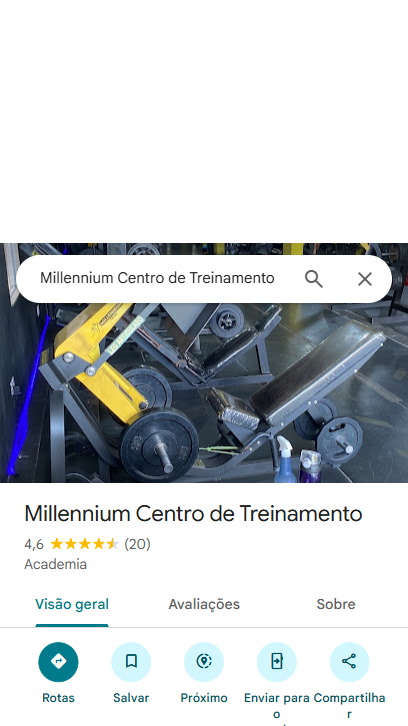 Millennium Centro de Treinamento
Millennium Centro de Treinamento
4,6 (20)
Academia
Visão geral Avaliações Sobre
Rotas Salvar Próximo Enviar para o Compartilhar